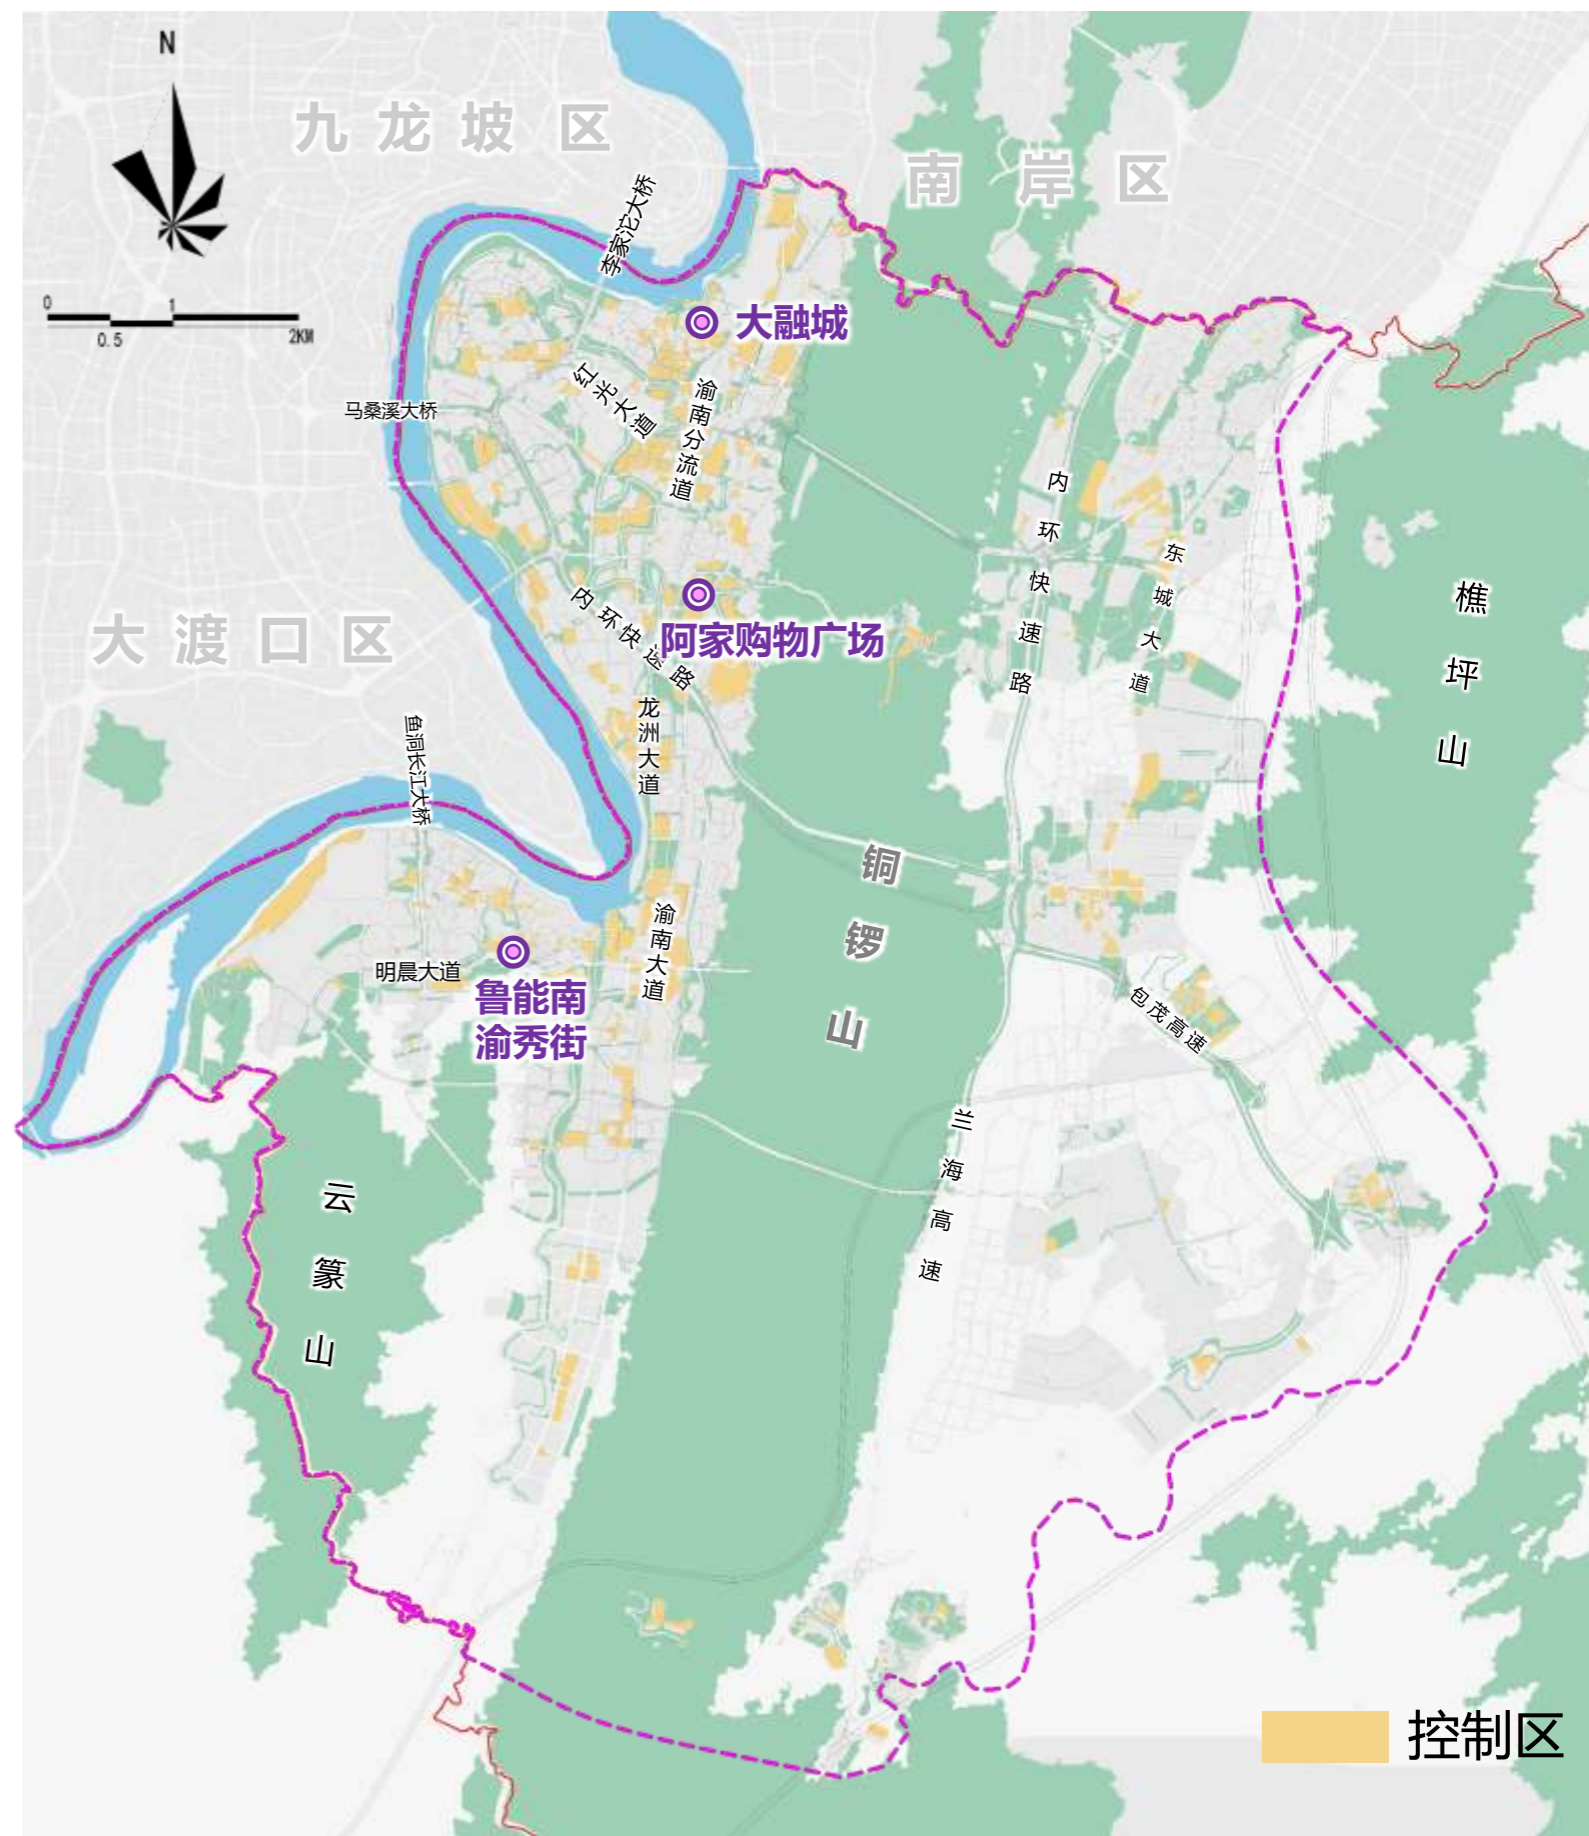 N
九龙坡区
南岸区
李家沱大桥
0 1
0.5 2KM
大融城
红光大道
渝南分流道
马桑溪大桥
内环快速路
东城大道
樵坪山
内环快速路
阿家购物广场
大渡口区
龙洲大道
鱼洞长江大桥
铜锣山
渝南大道
明晨大道
鲁能南
渝秀街
包茂高速
兰海高速
云篆山
控制区